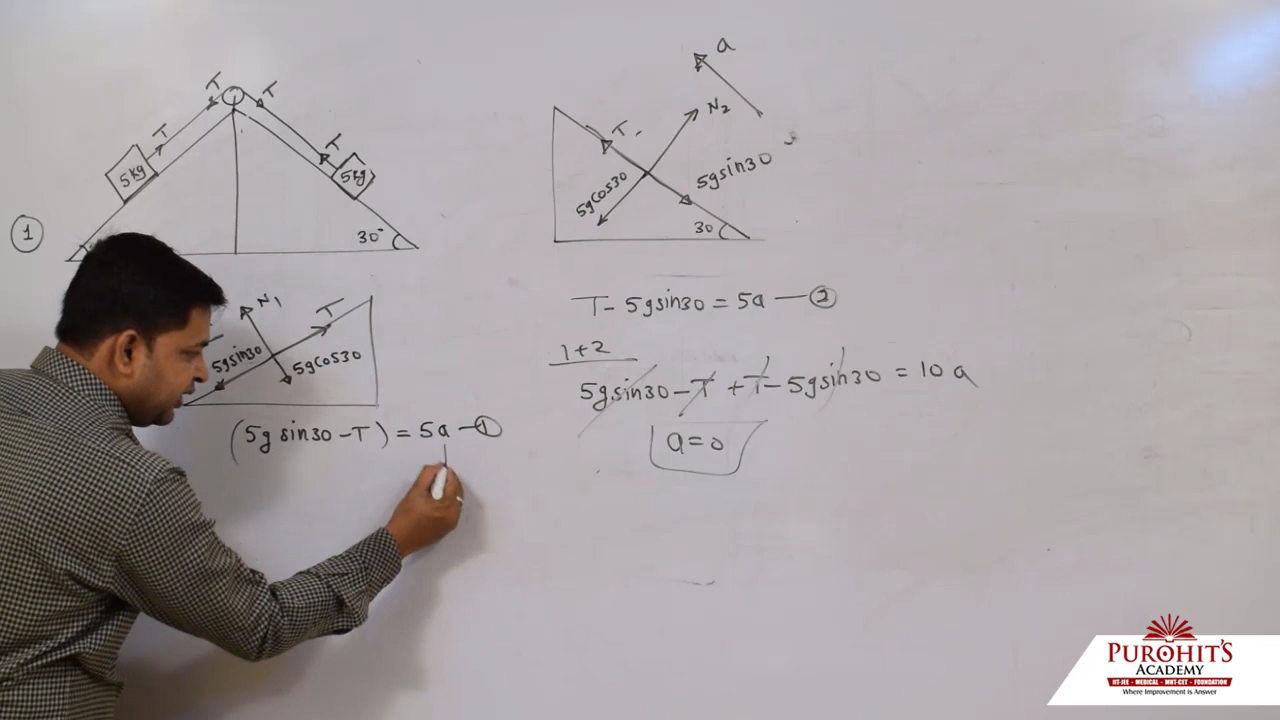 T
T
T
T
5kg
5kg
1
30°
N1
T
5gsin30
5gcos30
(5g sin30 - T) = 5a — 1
a
N2
T
5gsin30
5gcos30
30
T - 5gsin30 = 5a — 2
1+2
5gsin30 - T + T - 5gsin30 = 10 a
a = 0
PUROHIT'S
ACADEMY
IIT-JEE - MEDICAL - MHT-CET - FOUNDATION
Where Improvement is Answer